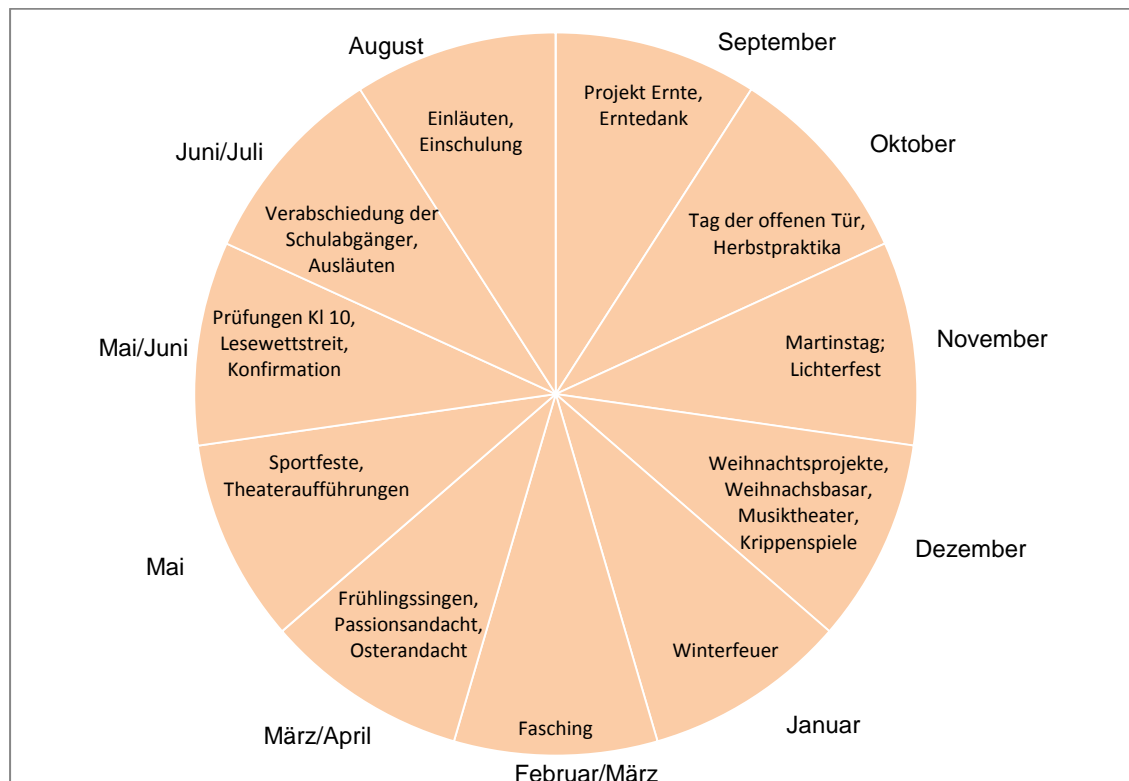 September
Projekt Ernte,
Erntedank
Oktober
Tag der offenen Tür,
Herbstpraktika
November
Martinstag;
Lichterfest
Dezember
Weihnachtsprojekte,
Weihnachsbasar,
Musiktheater,
Krippenspiele
Januar
Winterfeuer
Februar/März
Fasching
März/April
Frühlingssingen,
Passionsandacht,
Osterandacht
Mai
Sportfeste,
Theateraufführungen
Mai/Juni
Prüfungen Kl 10,
Lesewettstreit,
Konfirmation
Juni/Juli
Verabschiedung der
Schulabgänger,
Ausläuten
August
Einläuten,
Einschulung